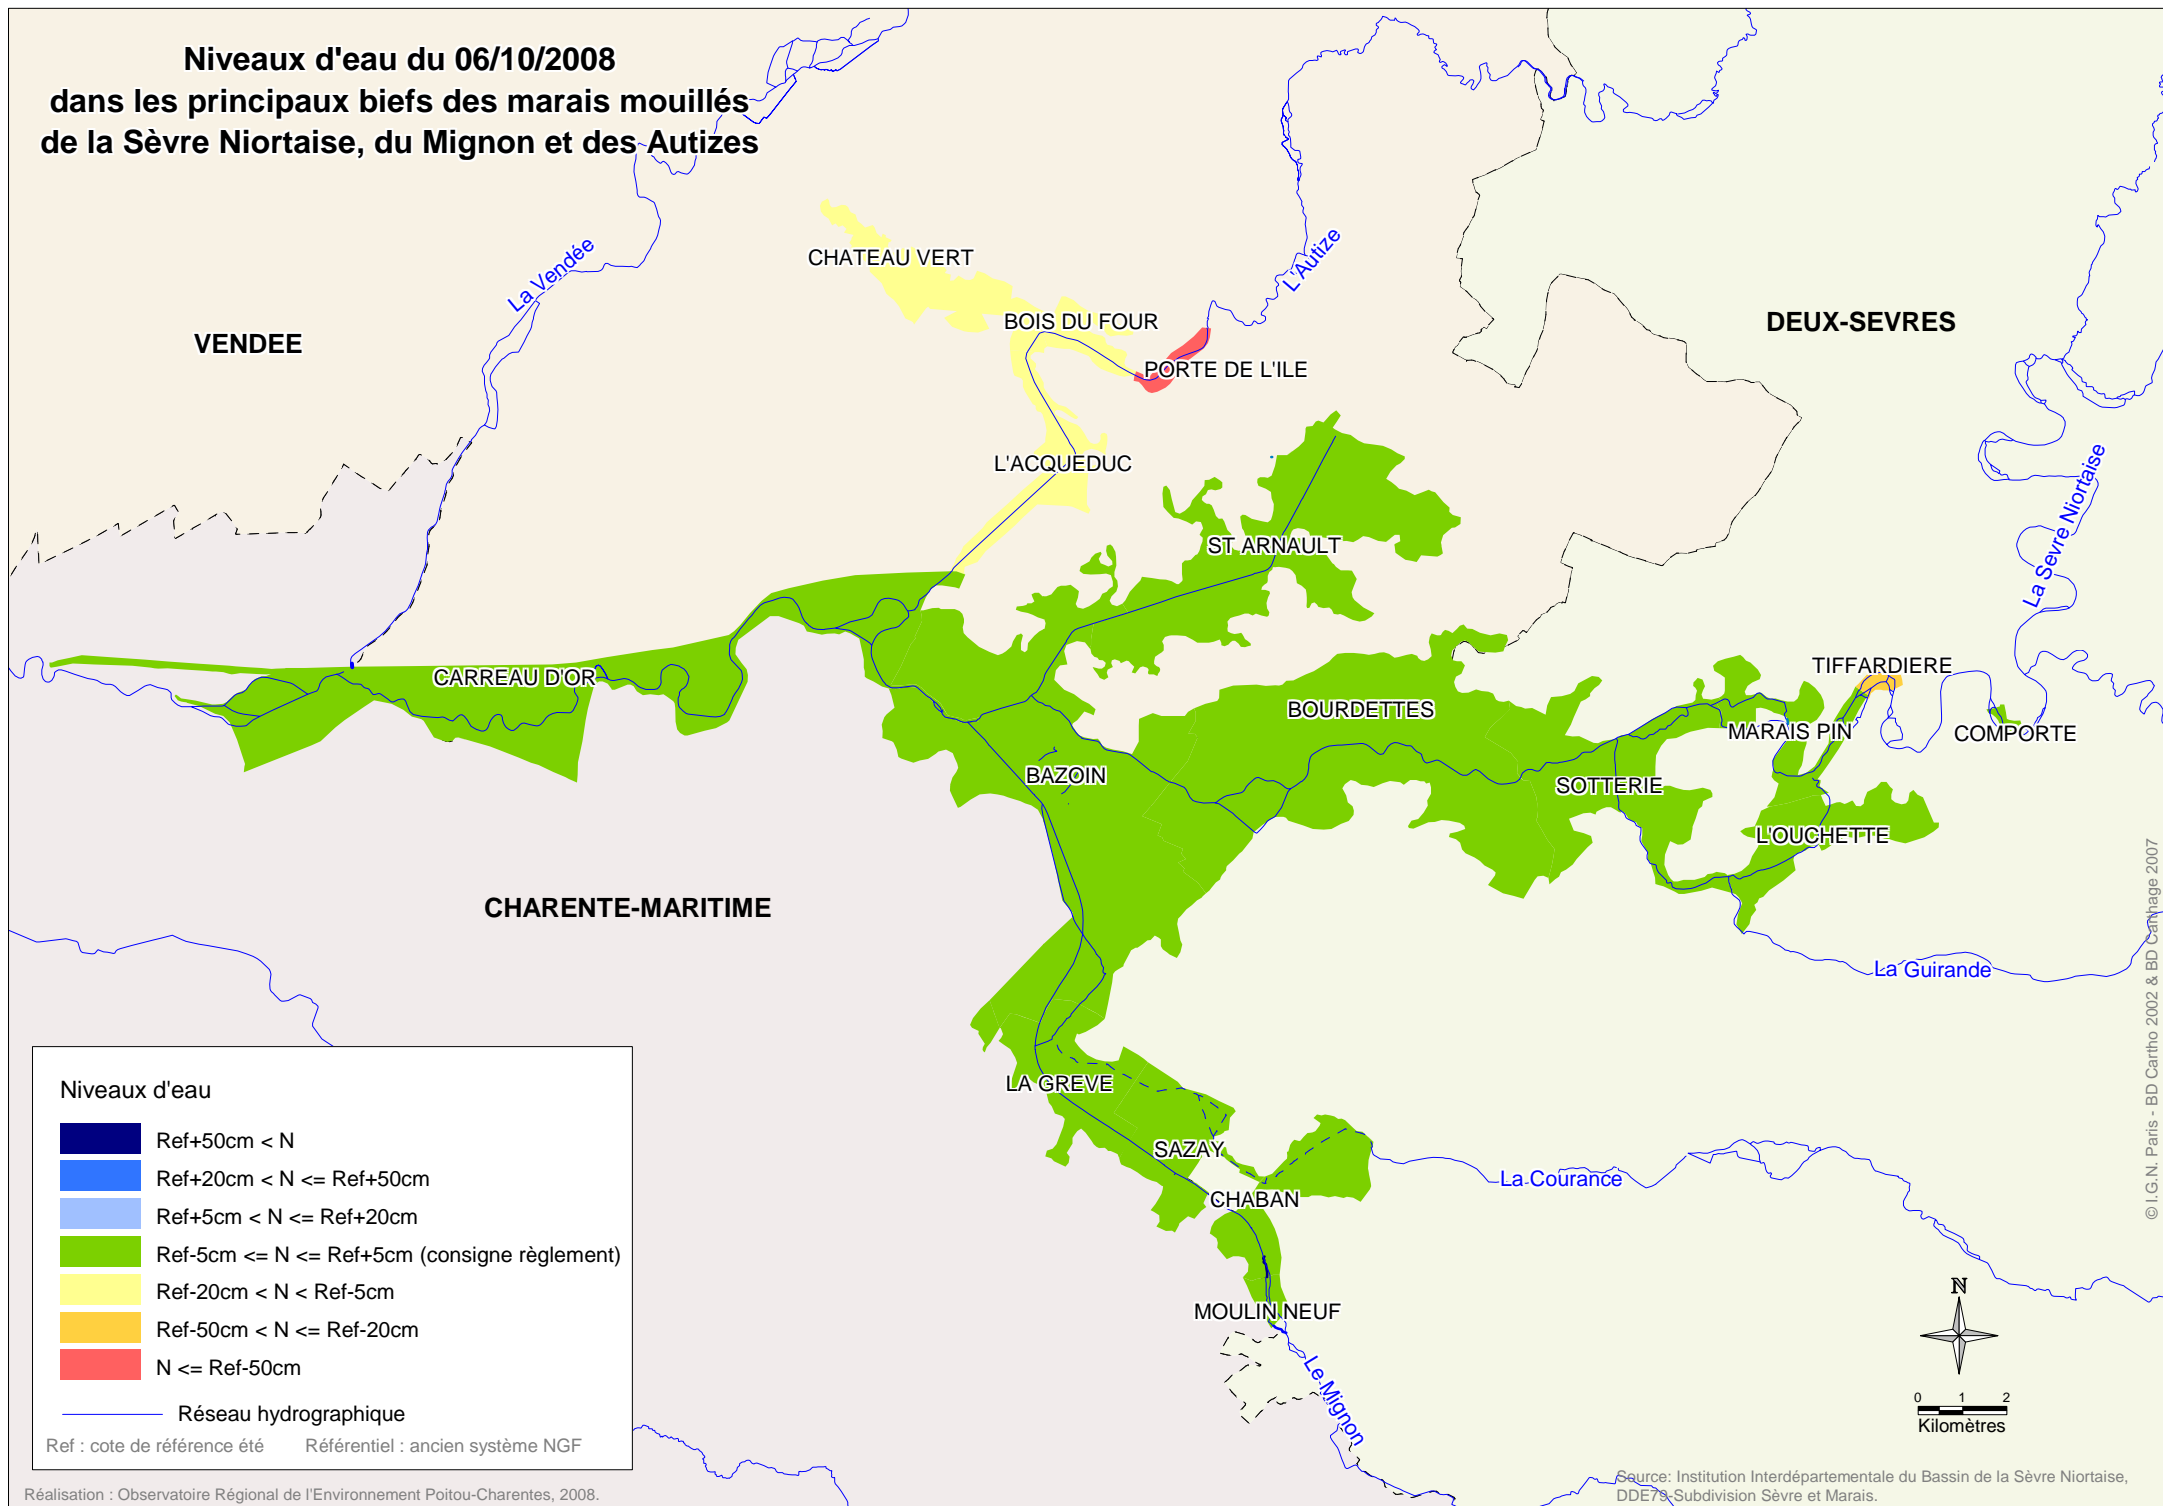 Niveaux d'eau du 06/10/2008
dans les principaux biefs des marais mouillés
de la Sèvre Niortaise, du Mignon et des Autizes
La Vendée
CHATEAU VERT
L'Autize
BOIS DU FOUR
VENDEE
DEUX-SEVRES
PORTE DE L'ILE
L'ACQUEDUC
La Sevre Niortaise
ST ARNAULT
TIFFARDIERE
CARREAU D'OR
BOURDETTES
MARAIS PIN
COMPORTE
BAZOIN
SOTTERIE
L'OUCHETTE
CHARENTE-MARITIME
La Guirande
LA GREVE
SAZAY
La Courance
CHABAN
MOULIN NEUF
Le Mignon
Niveaux d'eau
Ref+50cm < N
Ref+20cm < N <= Ref+50cm
Ref+5cm < N <= Ref+20cm
Ref-5cm <= N <= Ref+5cm (consigne règlement)
Ref-20cm < N < Ref-5cm
Ref-50cm < N <= Ref-20cm
N <= Ref-50cm
Réseau hydrographique
Ref : cote de référence été Référentiel : ancien système NGF
N
0 1 2
Kilomètres
© I.G.N. Paris - BD Cartho 2002 & BD Carthage 2007
Réalisation : Observatoire Régional de l'Environnement Poitou-Charentes, 2008.
Source: Institution Interdépartementale du Bassin de la Sèvre Niortaise,
DDE79-Subdivision Sèvre et Marais.